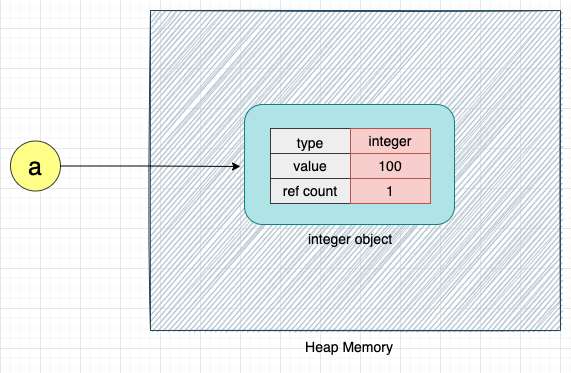 a
type integer
value 100
ref count 1
integer object
Heap Memory